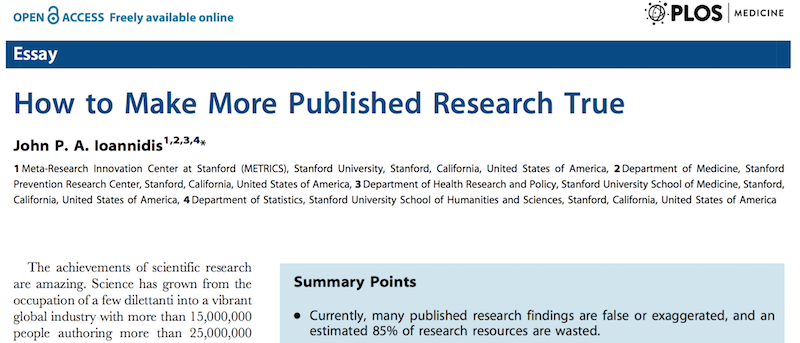 OPEN ACCESS Freely available online
PLOS MEDICINE
Essay
How to Make More Published Research True
John P. A. Ioannidis1,2,3,4*
1 Meta-Research Innovation Center at Stanford (METRICS), Stanford University, Stanford, California, United States of America, 2 Department of Medicine, Stanford
Prevention Research Center, Stanford, California, United States of America, 3 Department of Health Research and Policy, Stanford University School of Medicine, Stanford,
California, United States of America, 4 Department of Statistics, Stanford University School of Humanities and Sciences, Stanford, California, United States of America
The achievements of scientific research
are amazing. Science has grown from the
occupation of a few dilettanti into a vibrant
global industry with more than 15,000,000
people authoring more than 25,000,000
Summary Points
• Currently, many published research findings are false or exaggerated, and an
estimated 85% of research resources are wasted.